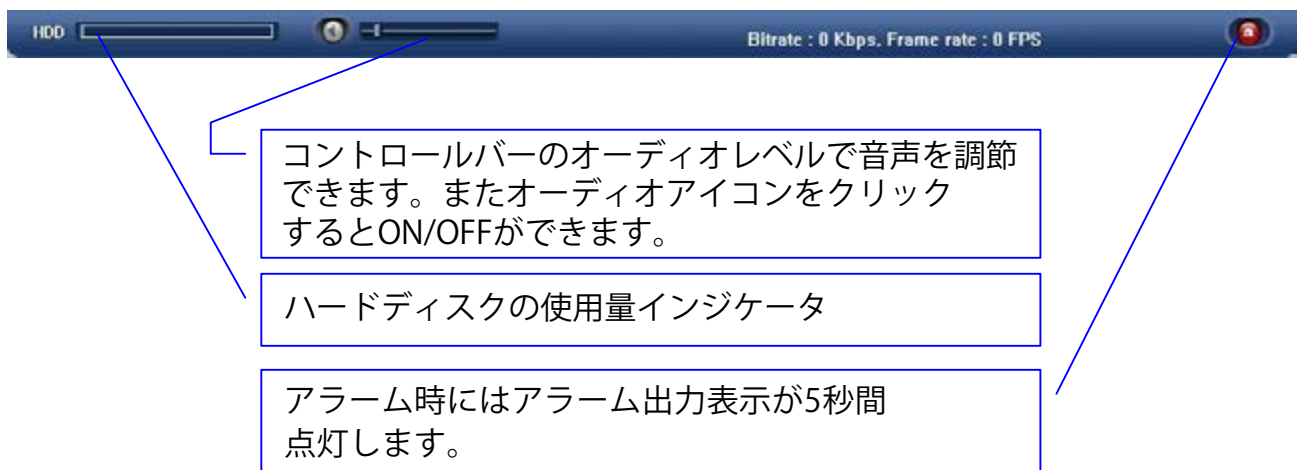 HDD
Bitrate : 0 Kbps. Frame rate : 0 FPS
コントロールバーのオーディオレベルで音声を調節
できます。またオーディオアイコンをクリック
するとON/OFFができます。
ハードディスクの使用量インジケータ
アラーム時にはアラーム出力表示が5秒間
点灯します。